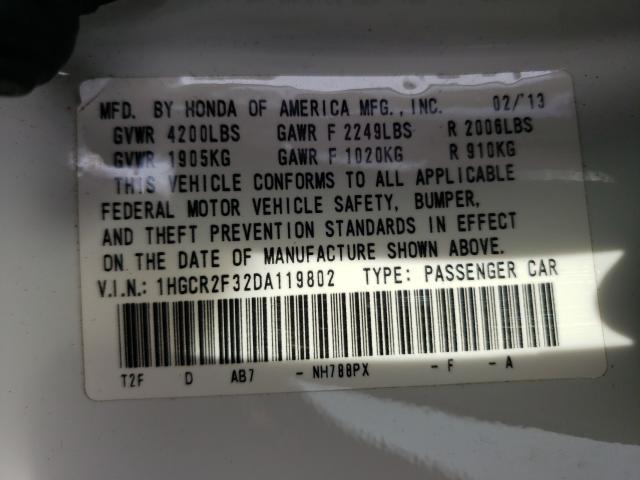 MFD. BY HONDA OF AMERICA MFG., INC. 02/'13
GVWR 4200LBS GAWR F 2249LBS R 2006LBS
GVWR 1905KG GAWR F 1020KG R 910KG
THIS VEHICLE CONFORMS TO ALL APPLICABLE
FEDERAL MOTOR VEHICLE SAFETY, BUMPER,
AND THEFT PREVENTION STANDARDS IN EFFECT
ON THE DATE OF MANUFACTURE SHOWN ABOVE.
V.I.N.: 1HGCR2F32DA119802 TYPE: PASSENGER CAR
T2F D AB7 - NH788PX - F - A